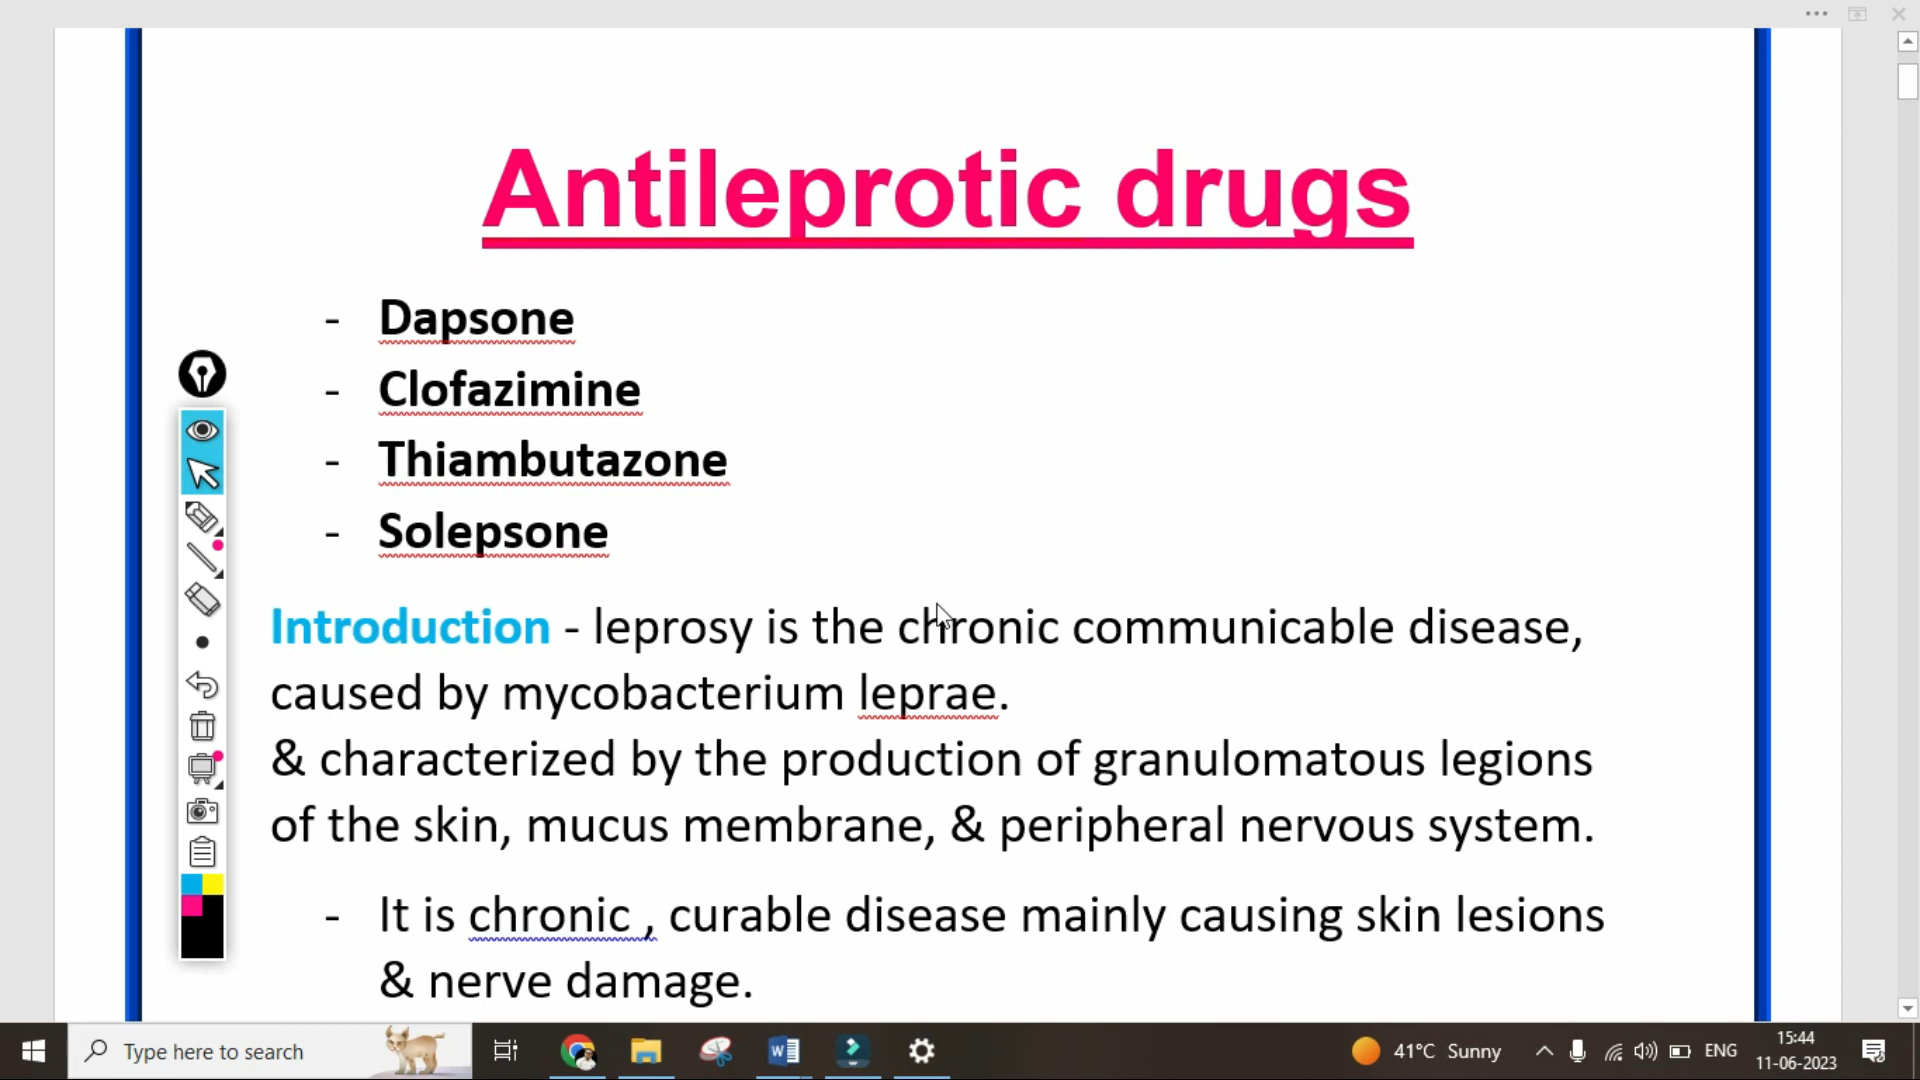 Antileprotic drugs
- Dapsone
- Clofazimine
- Thiambutazone
- Solepsone
Introduction - leprosy is the chronic communicable disease,
caused by mycobacterium leprae.
& characterized by the production of granulomatous legions
of the skin, mucus membrane, & peripheral nervous system.
- It is chronic , curable disease mainly causing skin lesions
& nerve damage.
Type here to search
41°C Sunny
ENG
15:44
11-06-2023